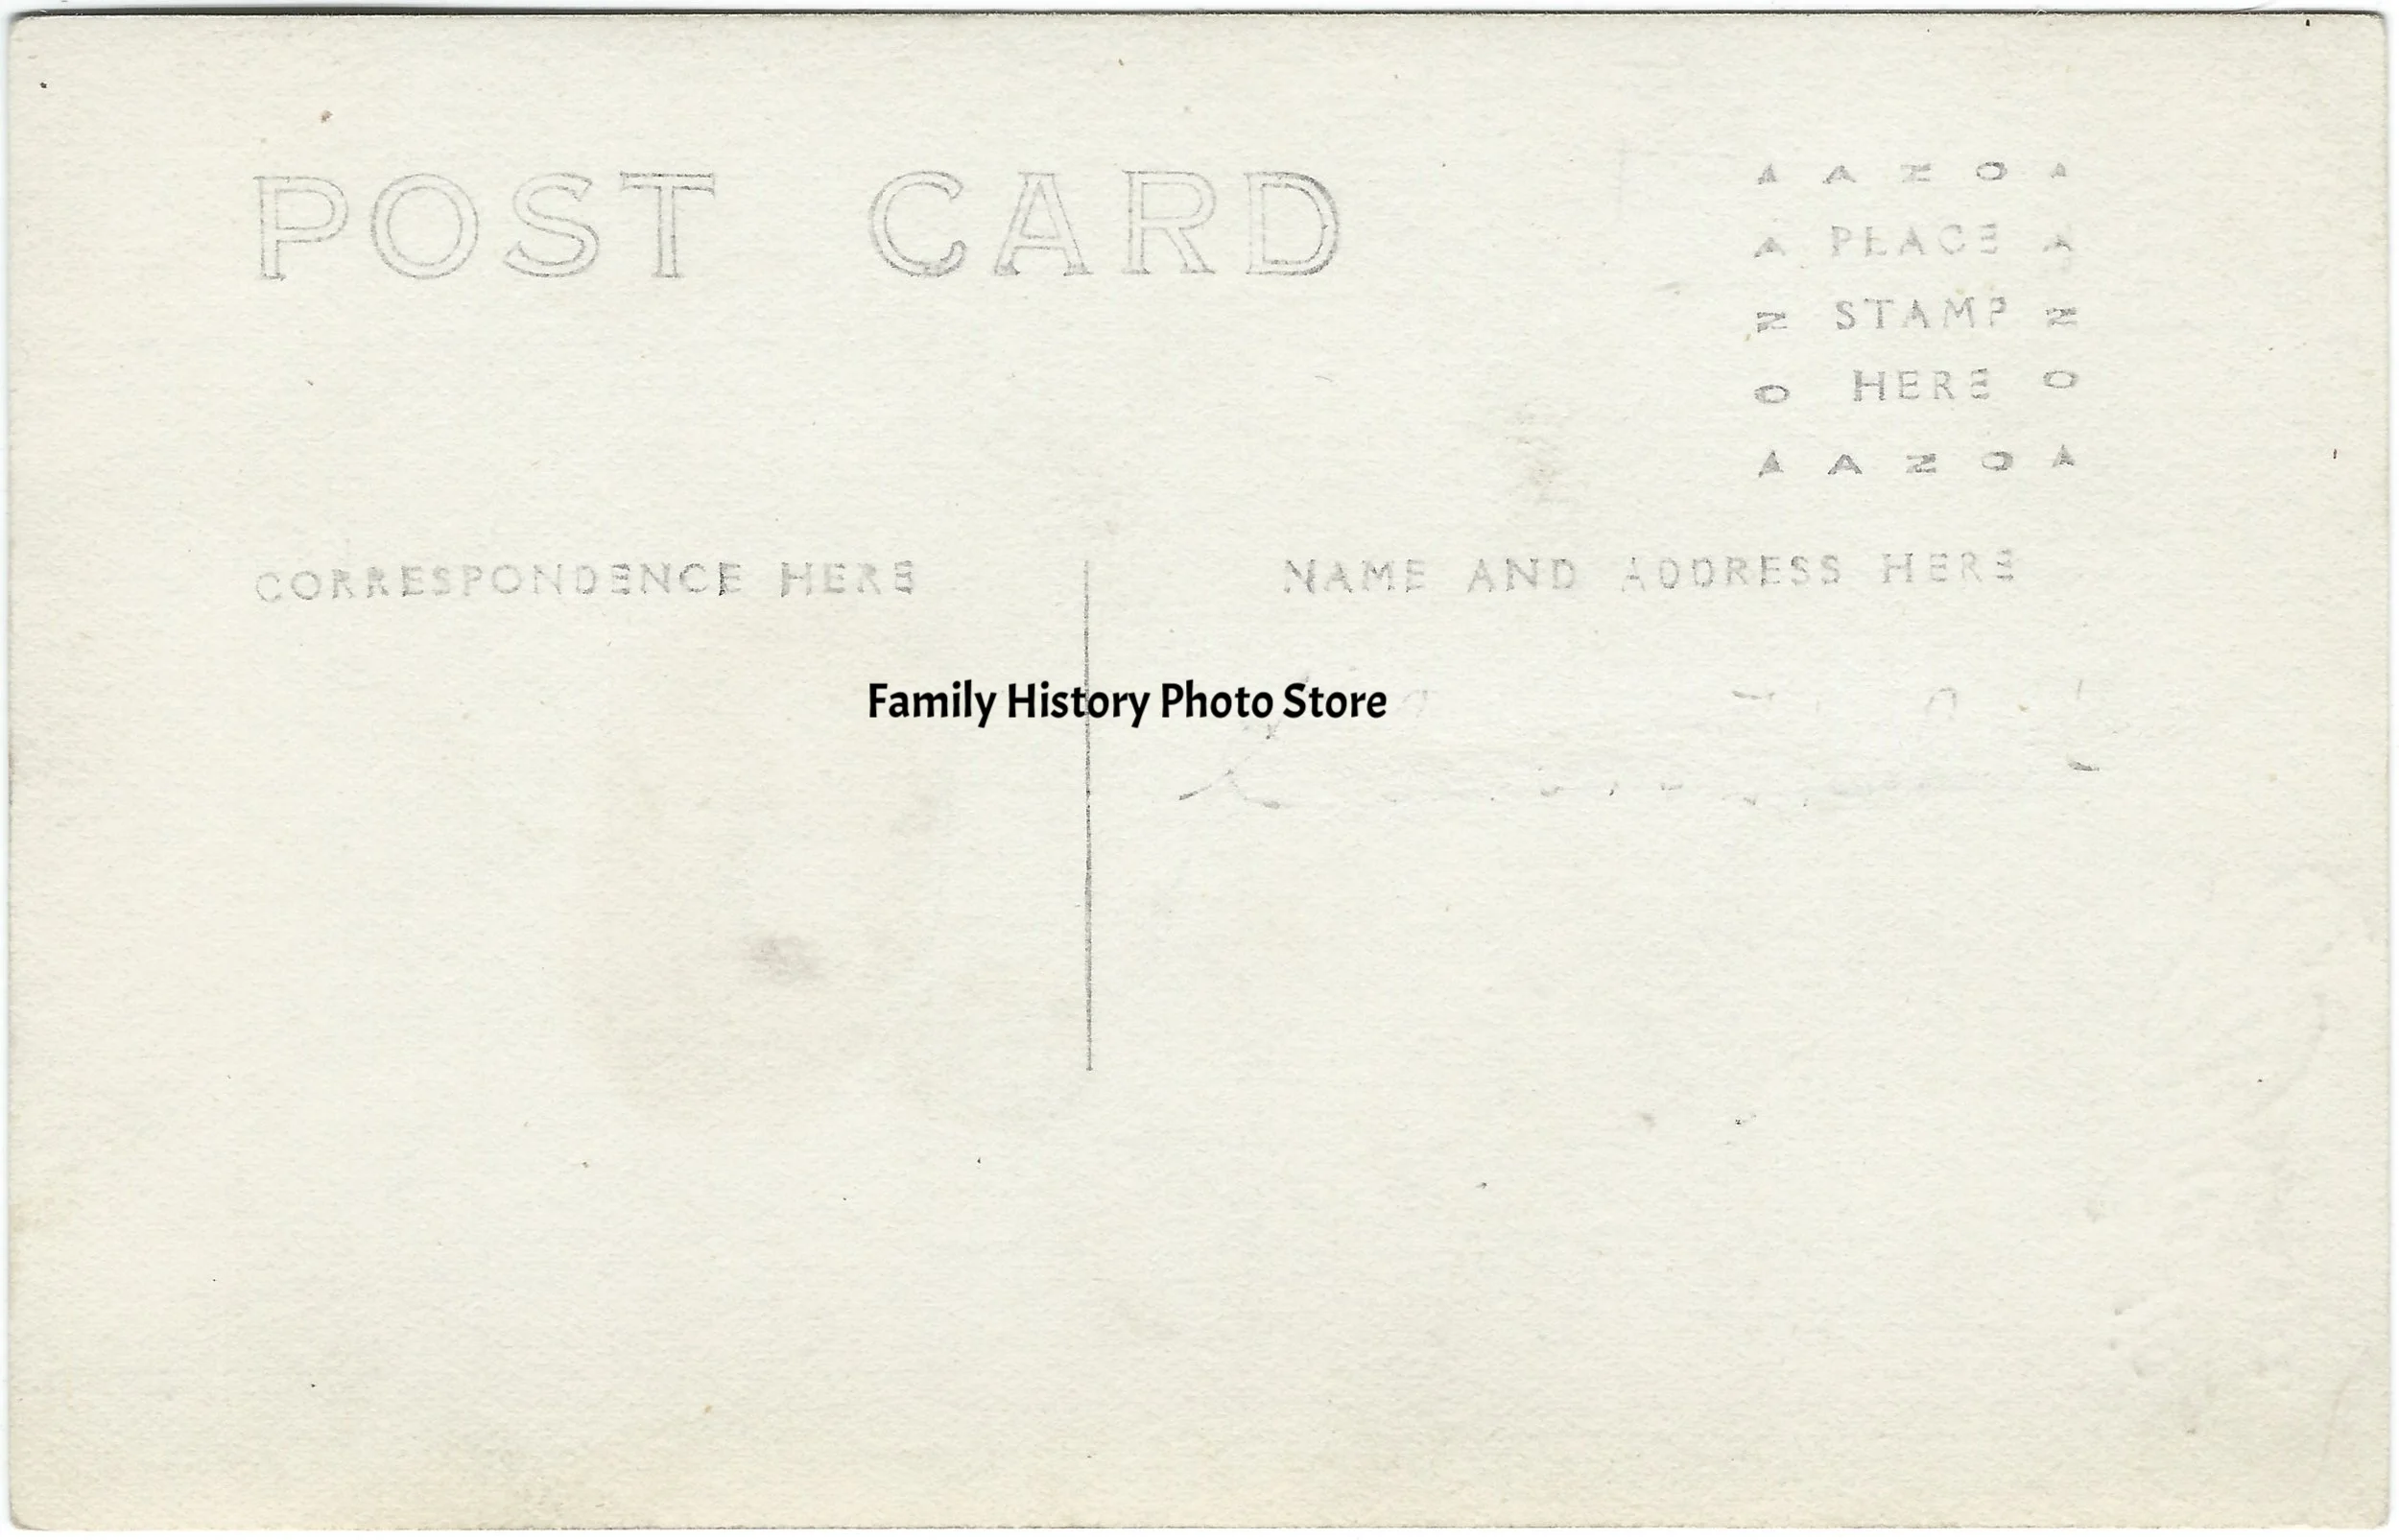 POST CARD
▲ A Z O ▲
A PLACE A
Z STAMP Z
O HERE O
▲ A Z O ▲
CORRESPONDENCE HERE
NAME AND ADDRESS HERE
Family History Photo Store